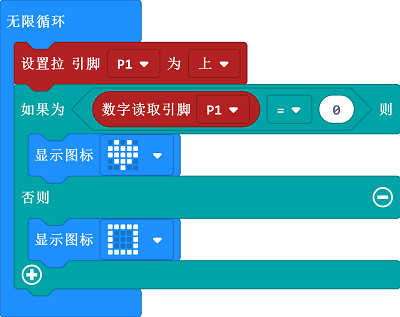 无限循环
设置拉 引脚 P1 为 上
如果为 数字读取引脚 P1 = 0 则
显示图标
否则
显示图标